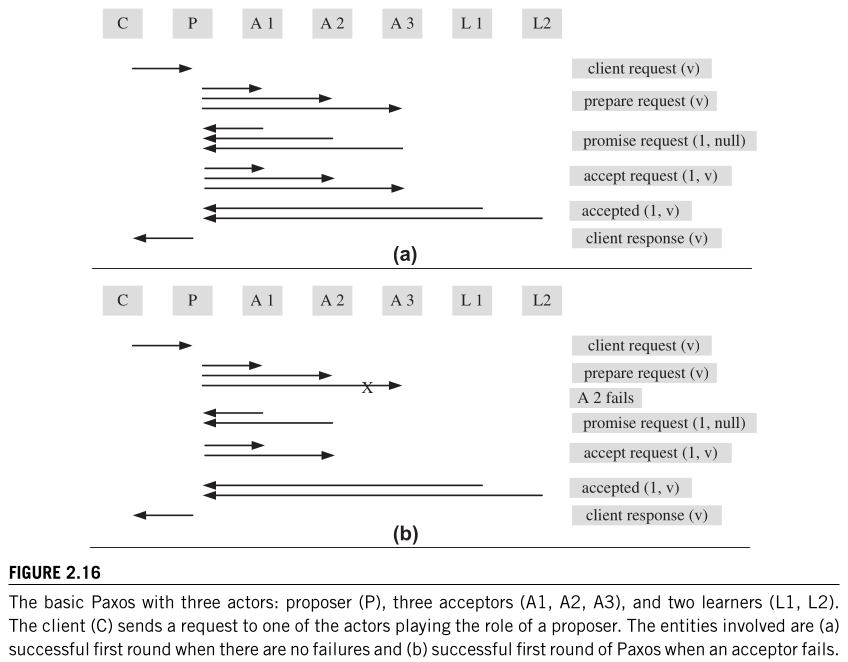 C P A 1 A 2 A 3 L 1 L2
client request (v)
prepare request (v)
promise request (1, null)
accept request (1, v)
accepted (1, v)
client response (v)
(a)
C P A 1 A 2 A 3 L 1 L2
client request (v)
prepare request (v)
X
A 2 fails
promise request (1, null)
accept request (1, v)
accepted (1, v)
client response (v)
(b)
FIGURE 2.16
The basic Paxos with three actors: proposer (P), three acceptors (A1, A2, A3), and two learners (L1, L2).
The client (C) sends a request to one of the actors playing the role of a proposer. The entities involved are (a)
successful first round when there are no failures and (b) successful first round of Paxos when an acceptor fails.